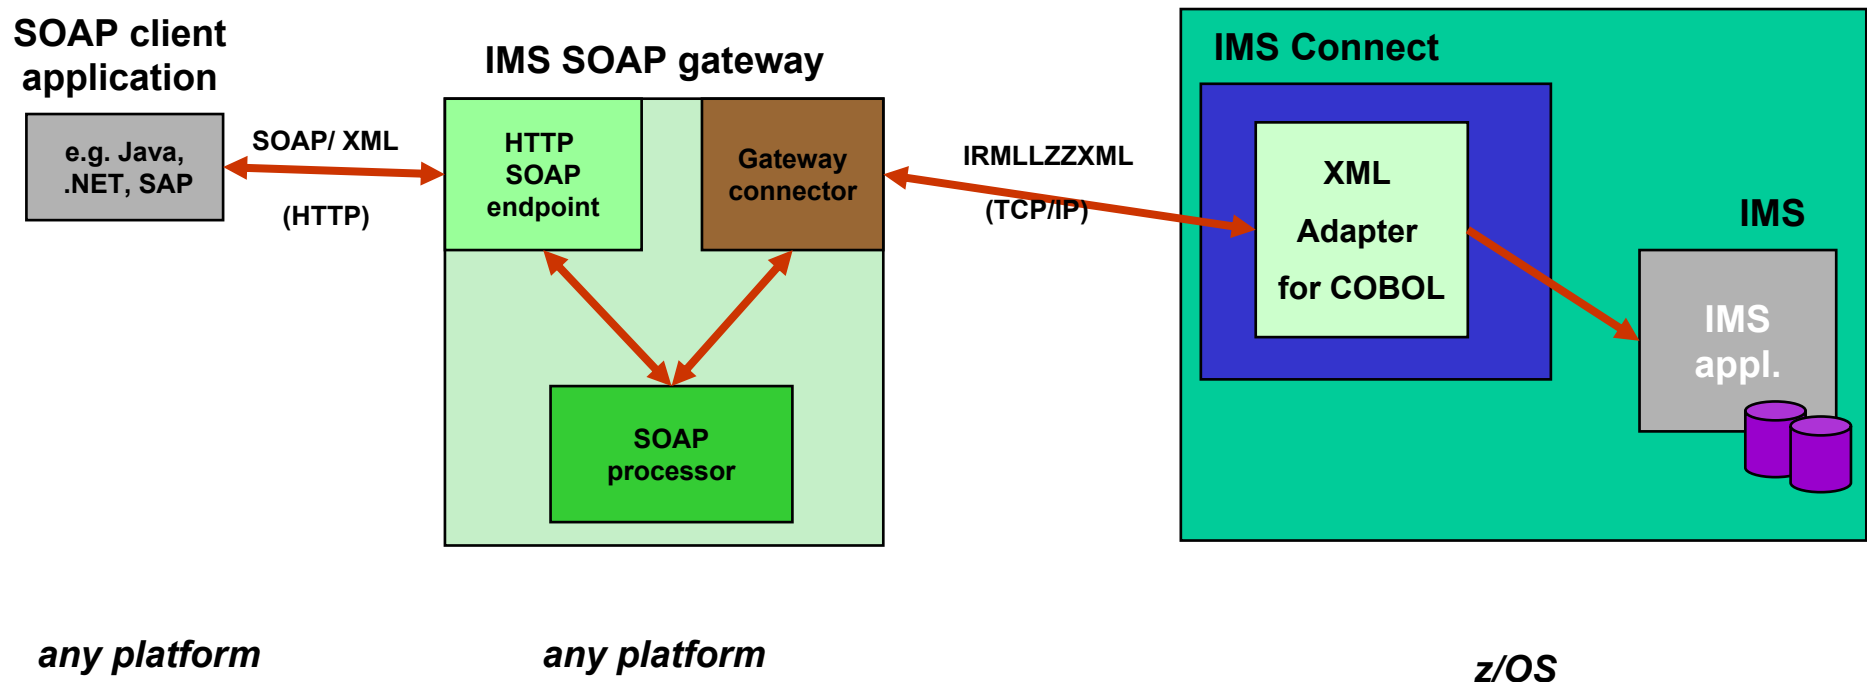 SOAP client
application
e.g. Java,
.NET, SAP
SOAP/ XML
(HTTP)
IMS SOAP gateway
HTTP
SOAP
endpoint
Gateway
connector
SOAP
processor
IRMLLZZXML
(TCP/IP)
IMS Connect
XML
Adapter
for COBOL
IMS
IMS
appl.
any platform
any platform
z/OS